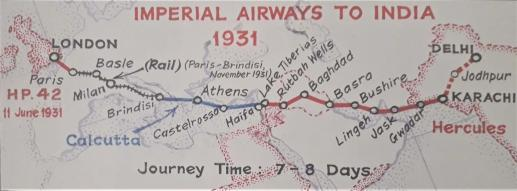 IMPERIAL AIRWAYS TO INDIA
1931
LONDON
Paris
Basle
(Rail) (Paris-Brindisi,
November 1931)
Milan
Brindisi
HP.42
11 June 1931
Calcutta
Athens
Castelrosso
Haifa
Lake Tiberias
Rutbah Wells
Baghdad
Basra
Bushire
Lingeh
Jask
Gwadar
DELHI
Jodhpur
KARACHI
Hercules
Journey Time: 7-8 Days